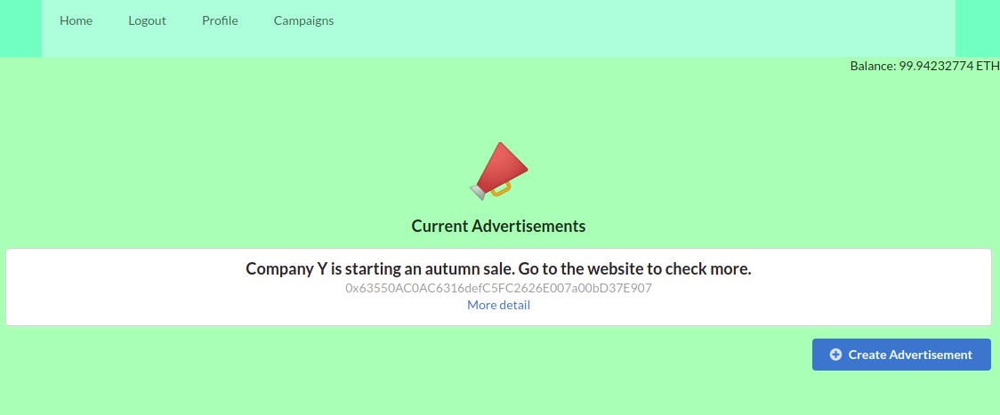 Home Logout Profile Campaigns
Balance: 99.94232774 ETH
Current Advertisements
Company Y is starting an autumn sale. Go to the website to check more.
0x63550AC0AC6316defC5FC2626E007a00bD37E907
More detail
Create Advertisement